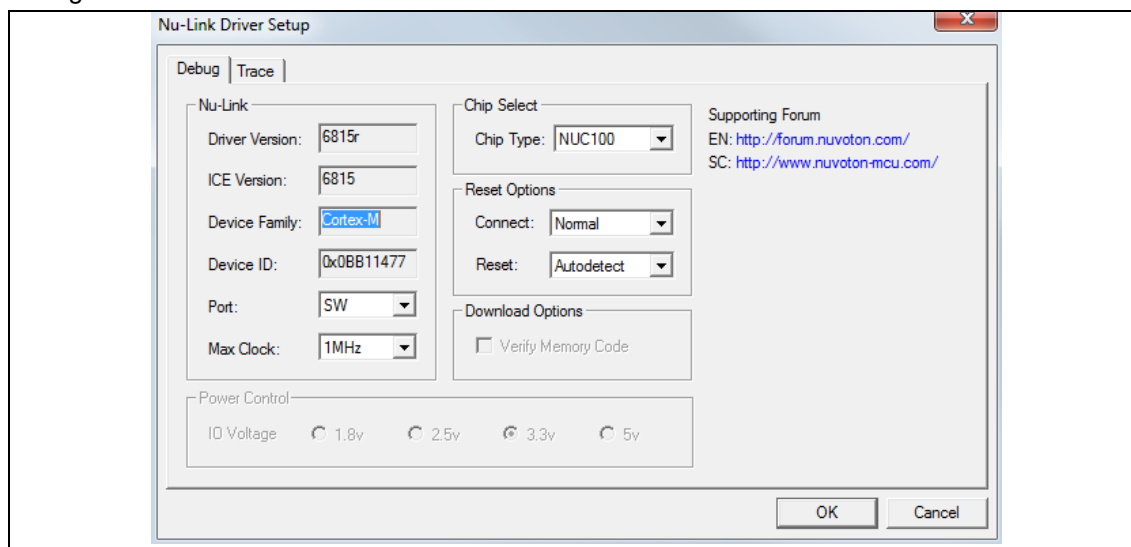 Nu-Link Driver Setup
Debug
Trace
Nu-Link
Driver Version: 6815r
ICE Version: 6815
Device Family: Cortex-M
Device ID: 0x0BB11477
Port: SW
Max Clock: 1MHz
Chip Select
Chip Type: NUC100
Reset Options
Connect: Normal
Reset: Autodetect
Download Options
Verify Memory Code
Supporting Forum
EN: http://forum.nuvoton.com/
SC: http://www.nuvoton-mcu.com/
Power Control
IO Voltage 1.8v 2.5v 3.3v 5v
OK Cancel